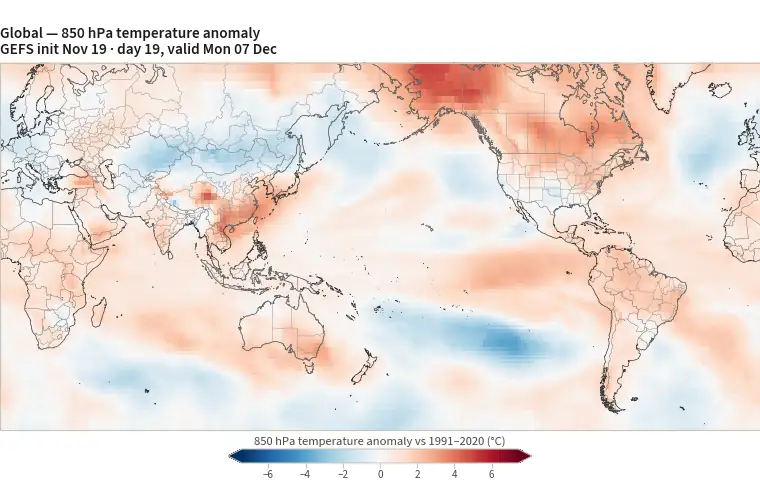 Global — 850 hPa temperature anomaly
GEFS init Nov 19 · day 19, valid Mon 07 Dec
850 hPa temperature anomaly vs 1991–2020 (°C)
−6 −4 −2 0 2 4 6